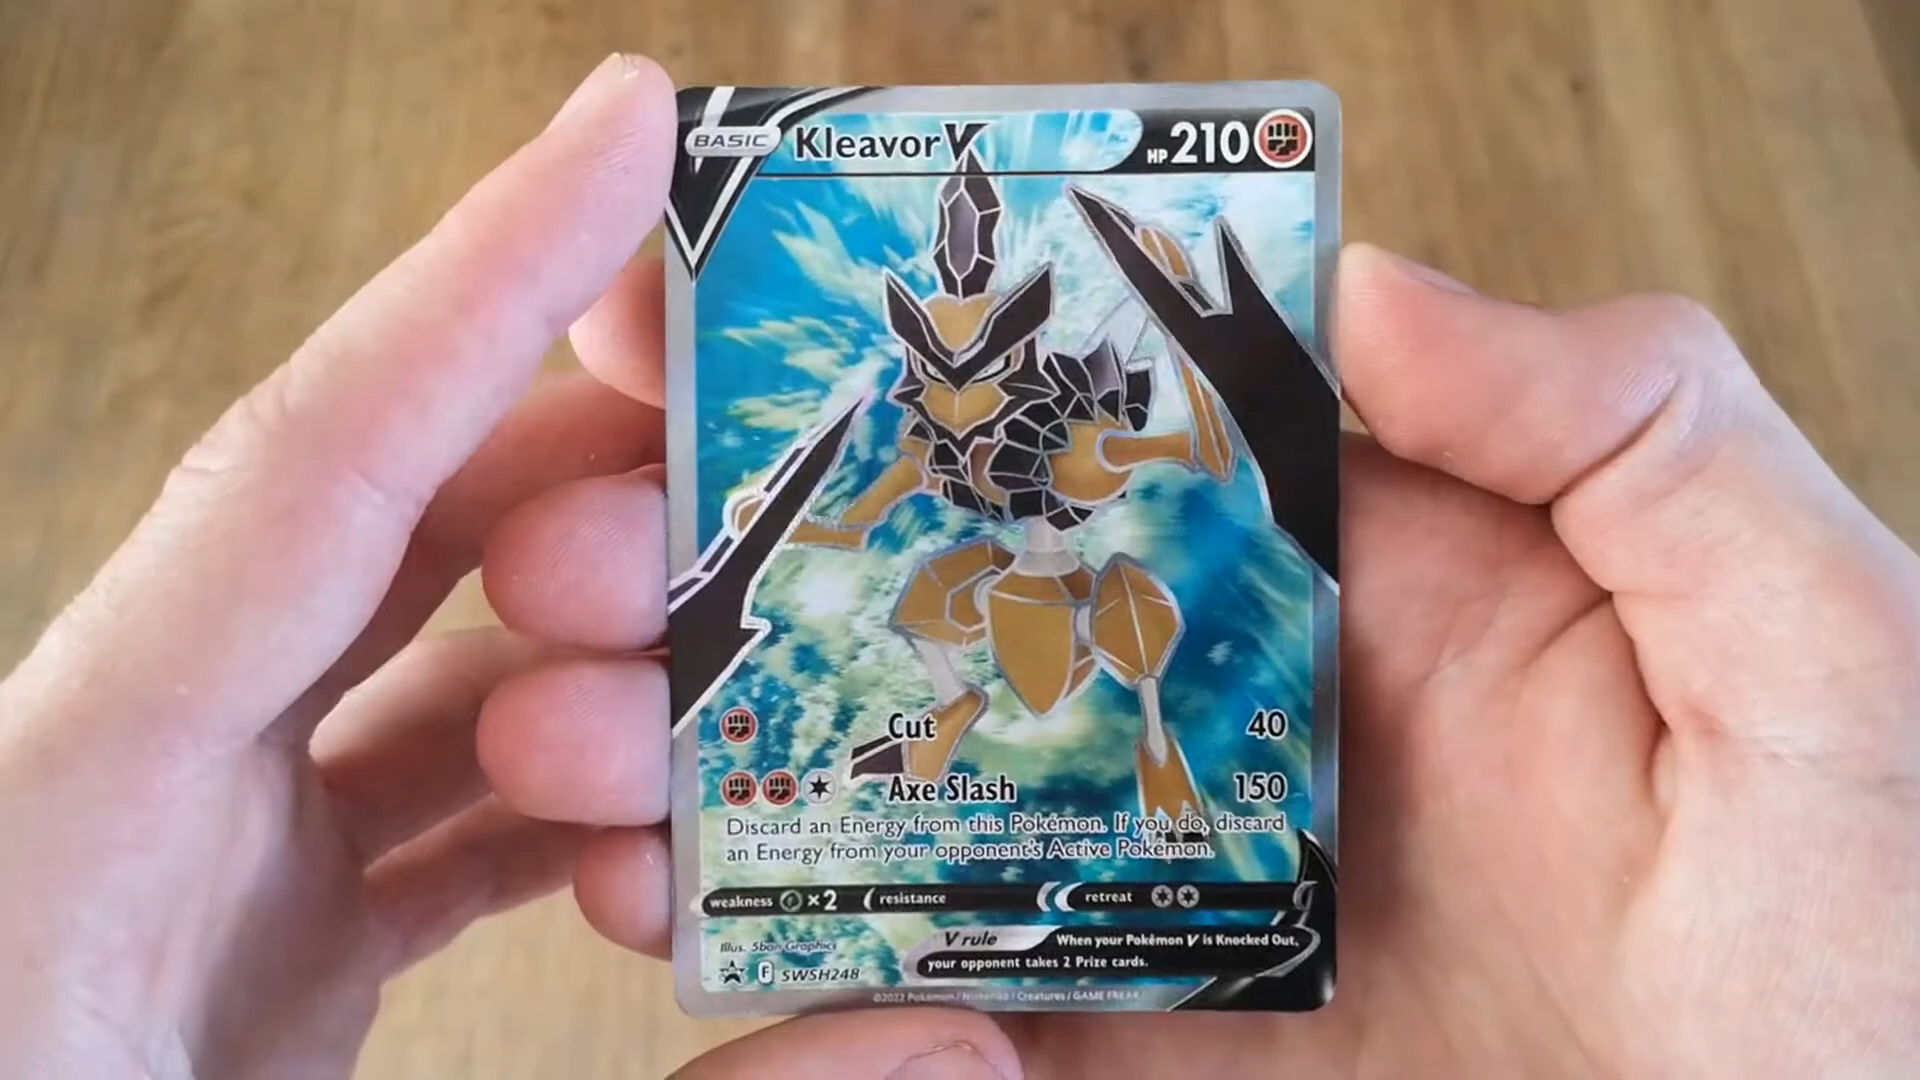 BASIC Kleavor V HP 210
Cut 40
Axe Slash 150
Discard an Energy from this Pokémon. If you do, discard
an Energy from your opponent's Active Pokémon.
weakness ×2 resistance retreat
Illus. 5ban Graphics
V rule When your Pokémon V is Knocked Out,
your opponent takes 2 Prize cards.
F SWSH248
©2022 Pokémon / Nintendo / Creatures / GAME FREAK